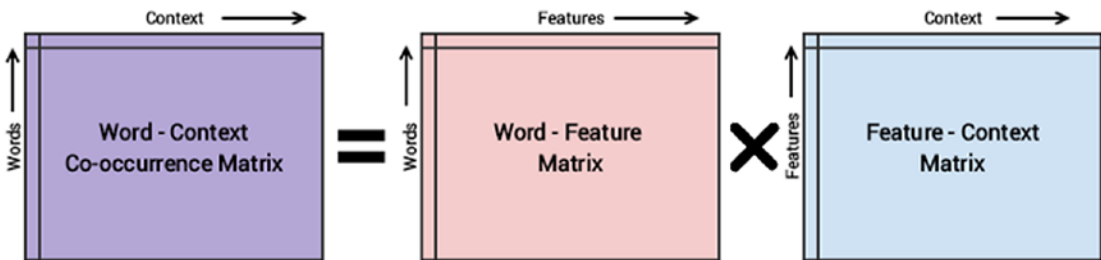 Context
Features
Context
Words
Word - Context
Co-occurrence Matrix
=
Words
Word - Feature
Matrix
×
Features
Feature - Context
Matrix